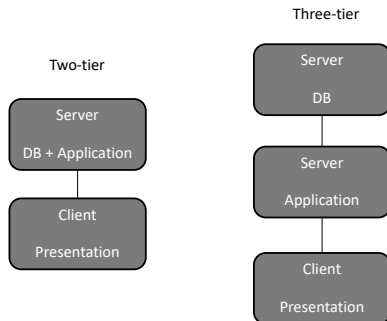 Two-tier
Server
DB + Application
Client
Presentation
Three-tier
Server
DB
Server
Application
Client
Presentation